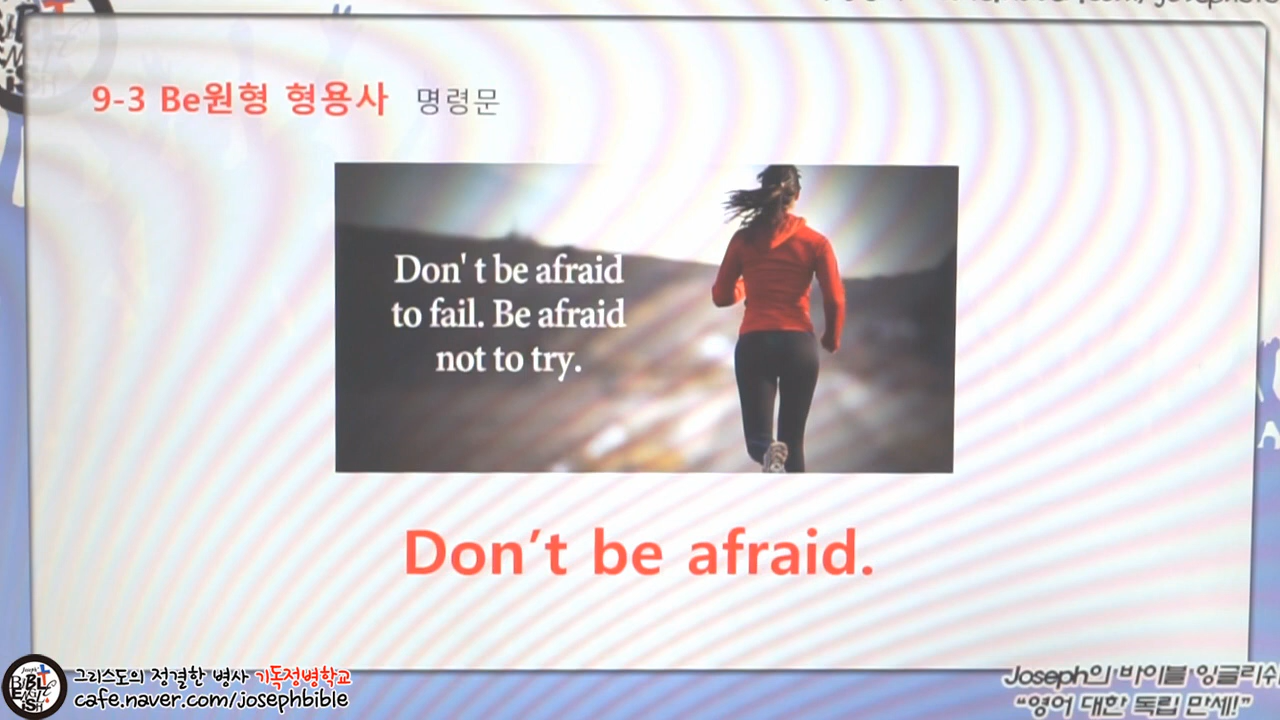 9-3 Be원형 형용사 명령문
Don't be afraid
to fail. Be afraid
not to try.
Don't be afraid.
그리스도의 정결한 병사 기독정병학교
cafe.naver.com/josephbible
Joseph의 바이블 잉글리쉬
"영어 대한 독립 만세!"